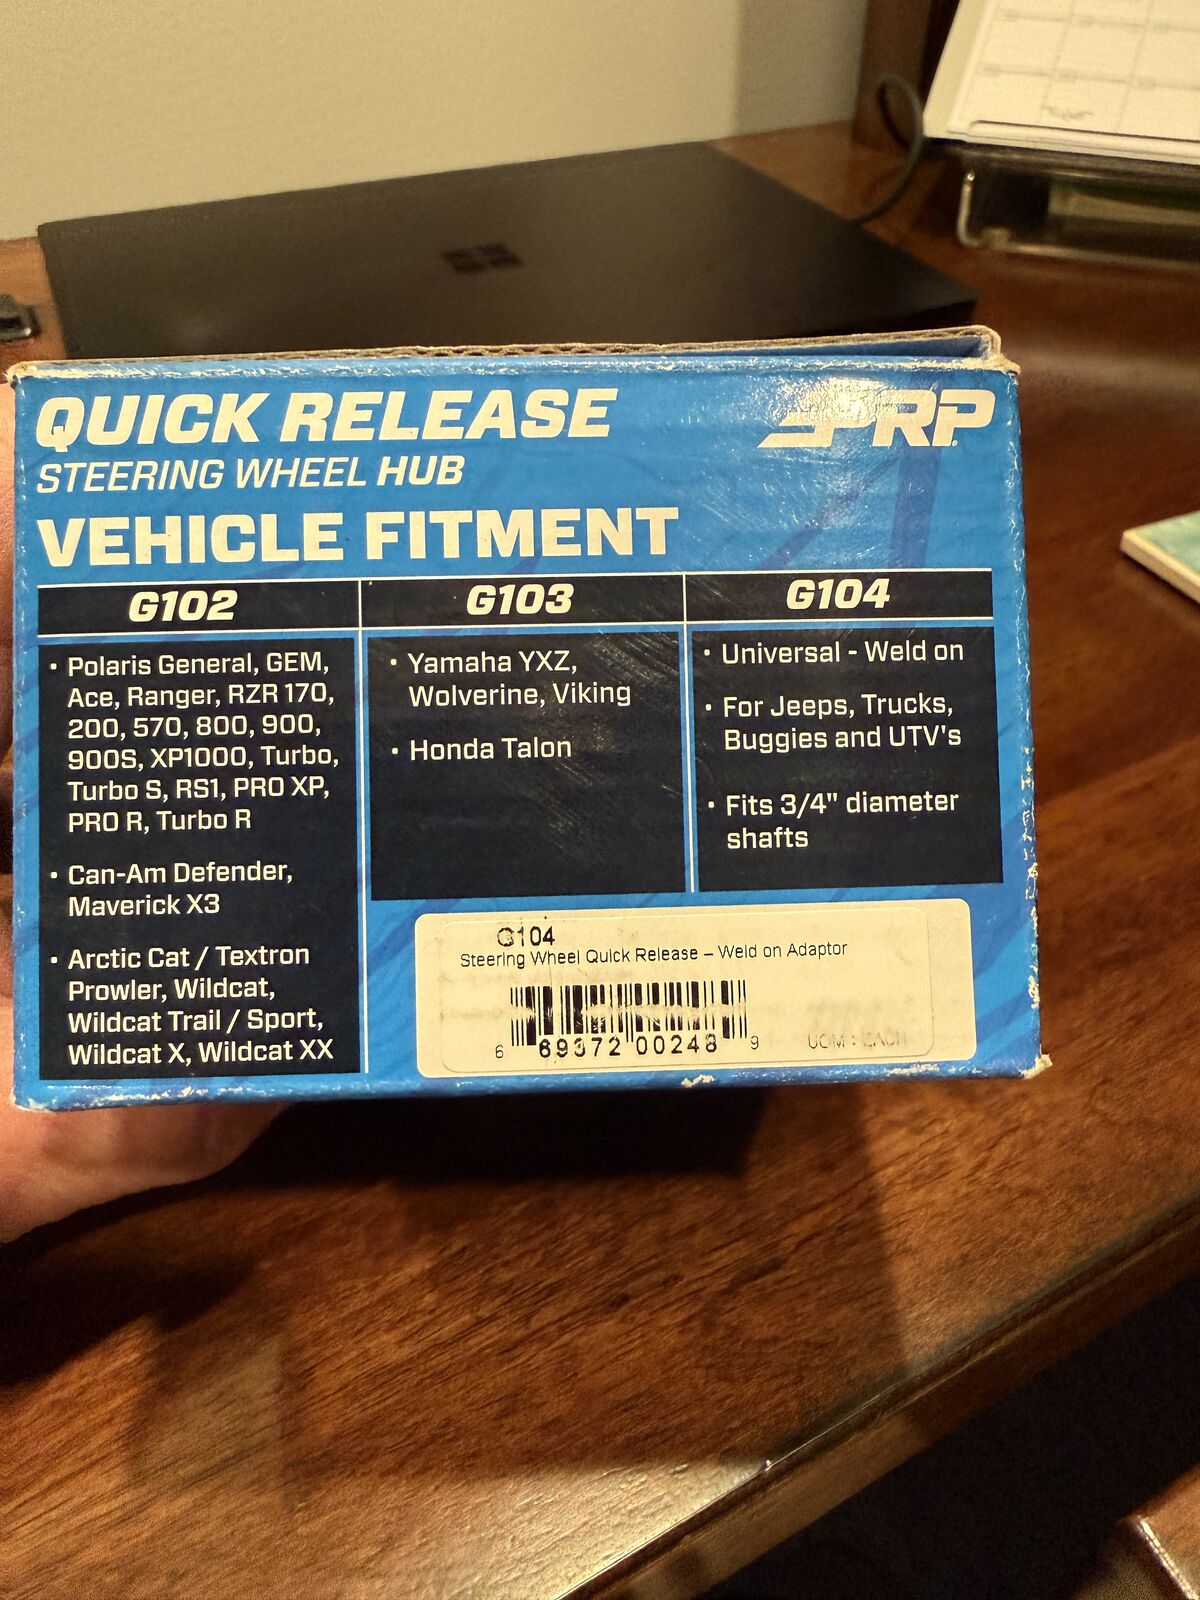 QUICK RELEASE
STEERING WHEEL HUB
PRP
VEHICLE FITMENT
G102
• Polaris General, GEM,
Ace, Ranger, RZR 170,
200, 570, 800, 900,
900S, XP1000, Turbo,
Turbo S, RS1, PRO XP,
PRO R, Turbo R
• Can-Am Defender,
Maverick X3
• Arctic Cat / Textron
Prowler, Wildcat,
Wildcat Trail / Sport,
Wildcat X, Wildcat XX
G103
• Yamaha YXZ,
Wolverine, Viking
• Honda Talon
G104
• Universal - Weld on
• For Jeeps, Trucks,
Buggies and UTV's
• Fits 3/4" diameter
shafts
G104
Steering Wheel Quick Release – Weld on Adaptor
6 69372 00248 9
UOM : EACH